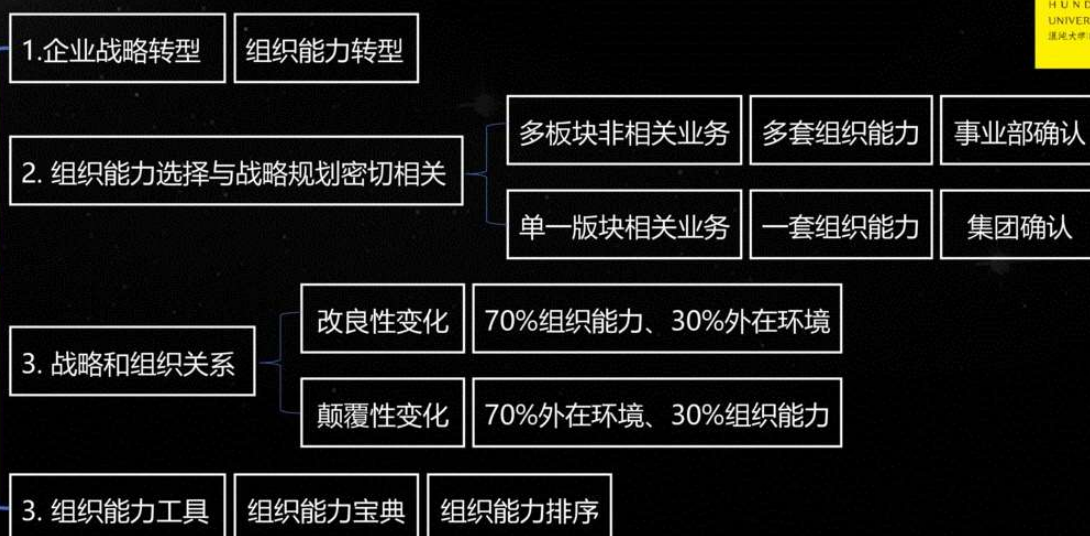 HUND
UNIVER
混沌大学
1.企业战略转型 组织能力转型
多板块非相关业务 多套组织能力 事业部确认
2. 组织能力选择与战略规划密切相关
单一版块相关业务 一套组织能力 集团确认
改良性变化 70%组织能力、30%外在环境
3. 战略和组织关系
颠覆性变化 70%外在环境、30%组织能力
3. 组织能力工具 组织能力宝典 组织能力排序